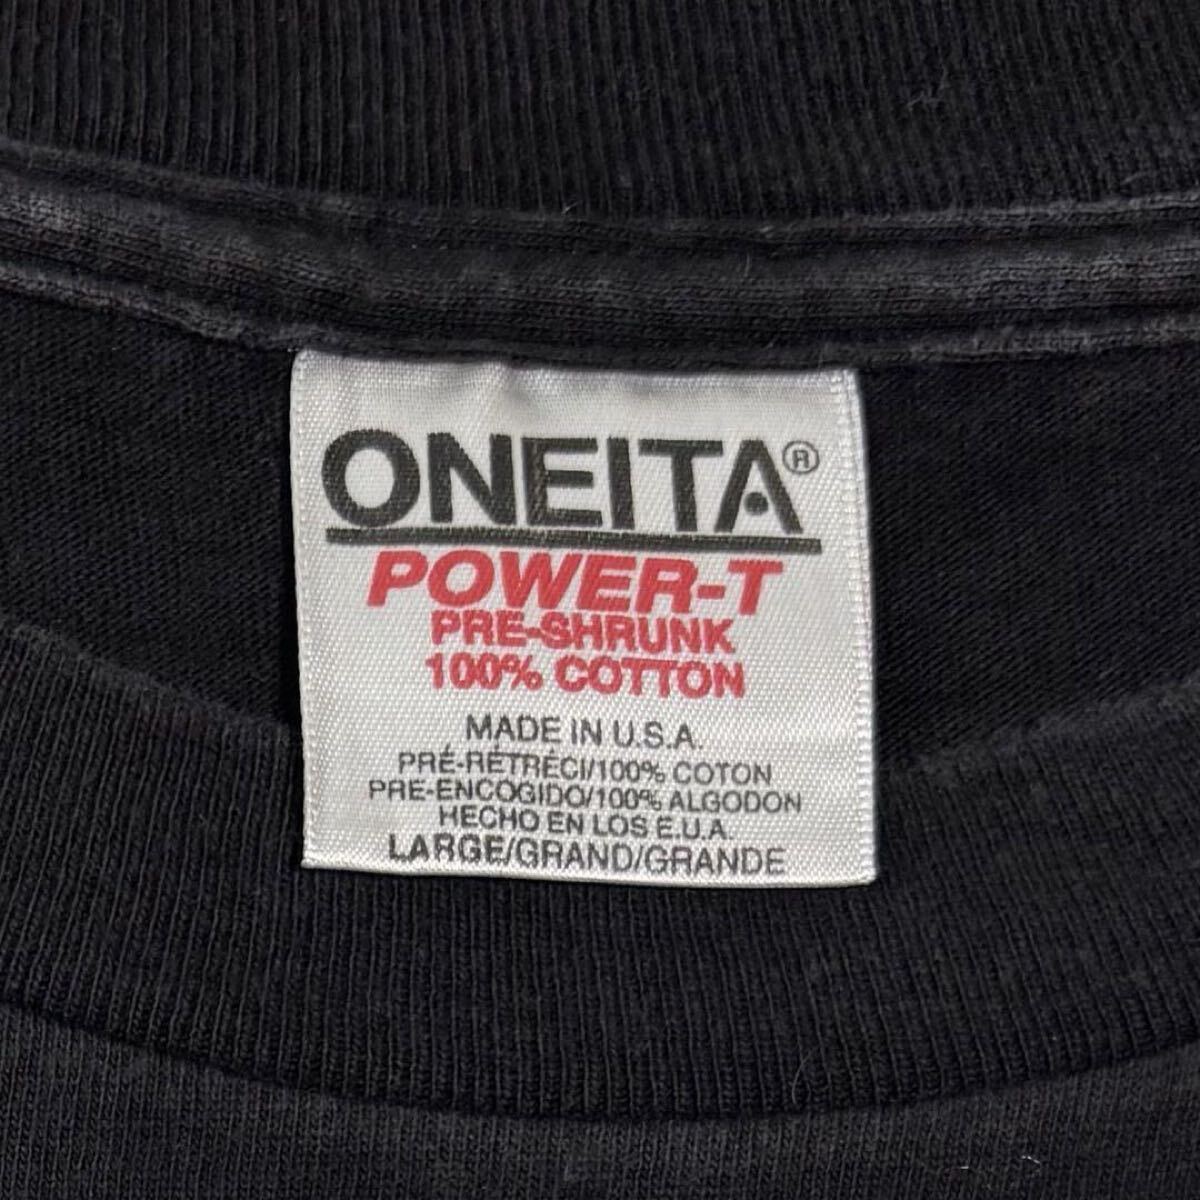 ONEITA®
POWER-T
PRE-SHRUNK
100% COTTON
MADE IN U.S.A.
PRÉ-RÉTRÉCI/100% COTON
PRE-ENCOGIDO/100% ALGODON
HECHO EN LOS E.U.A.
LARGE/GRAND/GRANDE